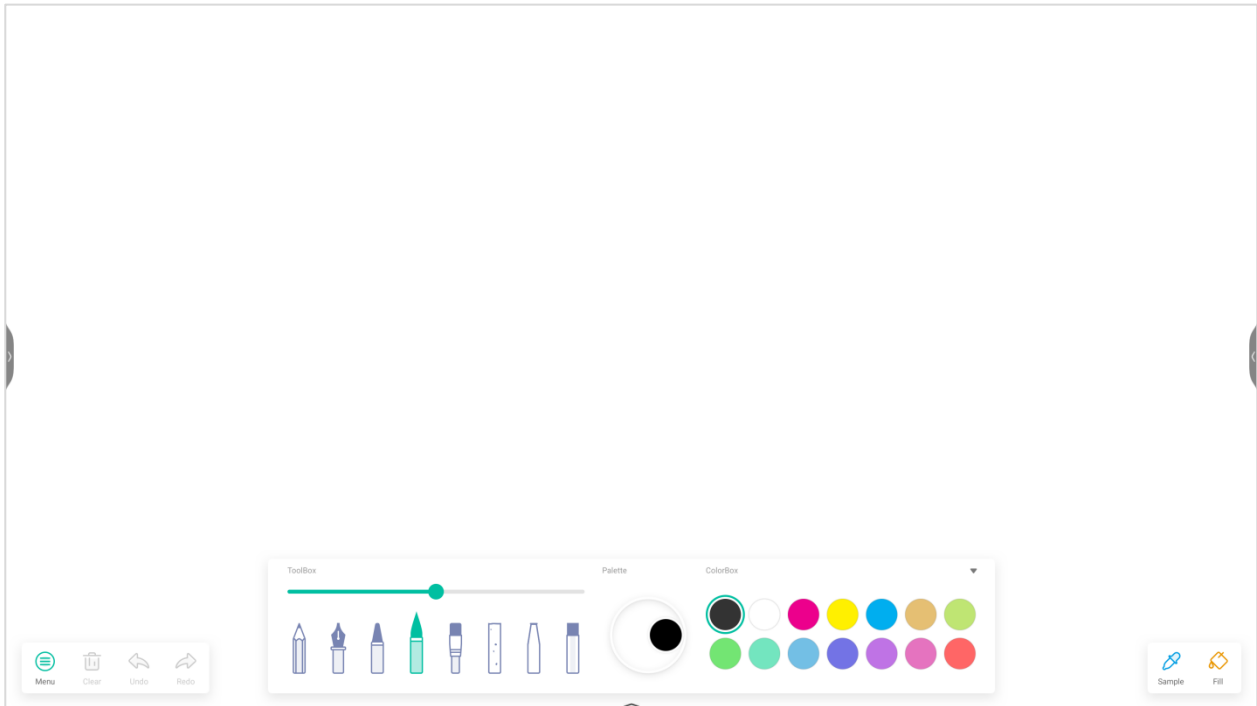 ToolBox
Palette
ColorBox
Menu
Clear
Undo
Redo
Sample
Fill